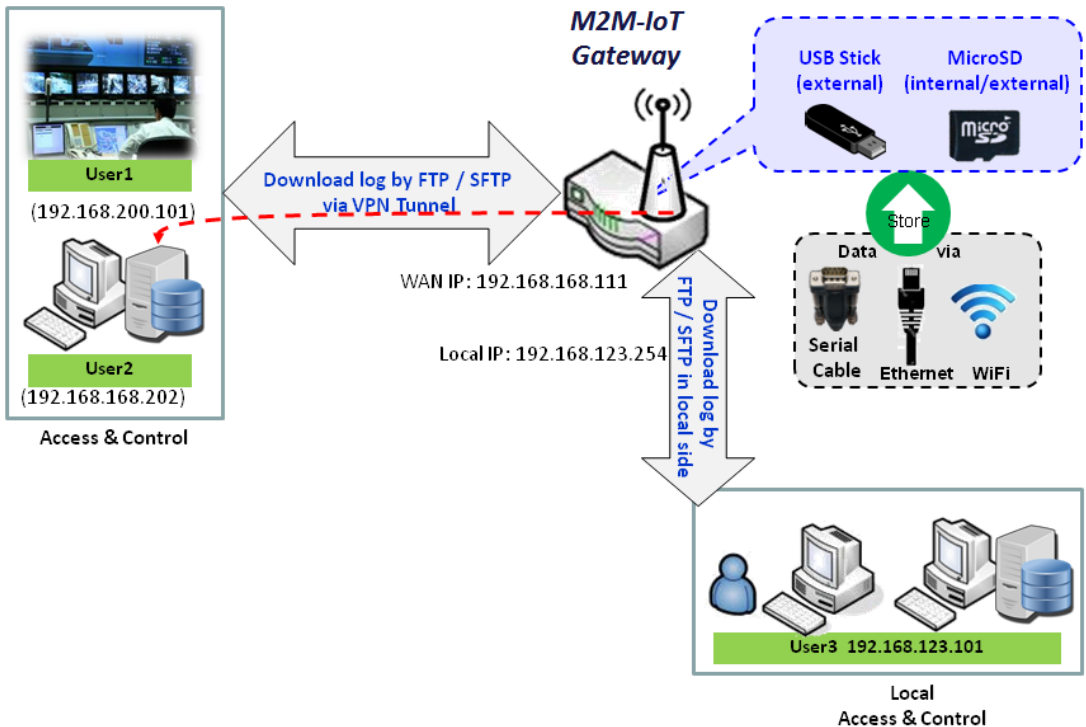 M2M-IoT
Gateway
USB Stick
(external)
MicroSD
(internal/external)
Micro
SD
User1
(192.168.200.101)
Download log by FTP / SFTP
via VPN Tunnel
Store
Data via
WAN IP: 192.168.168.111
Serial
Cable
Ethernet
WiFi
Local IP: 192.168.123.254
Download log by
FTP / SFTP in local side
User2
(192.168.168.202)
Access & Control
User3 192.168.123.101
Local
Access & Control